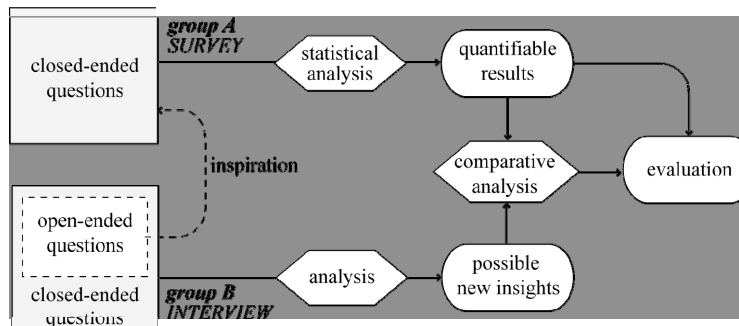 group A
SURVEY
closed-ended
questions
statistical
analysis
quantifiable
results
inspiration
comparative
analysis
evaluation
open-ended
questions
closed-ended
questions
group B
INTERVIEW
analysis
possible
new insights